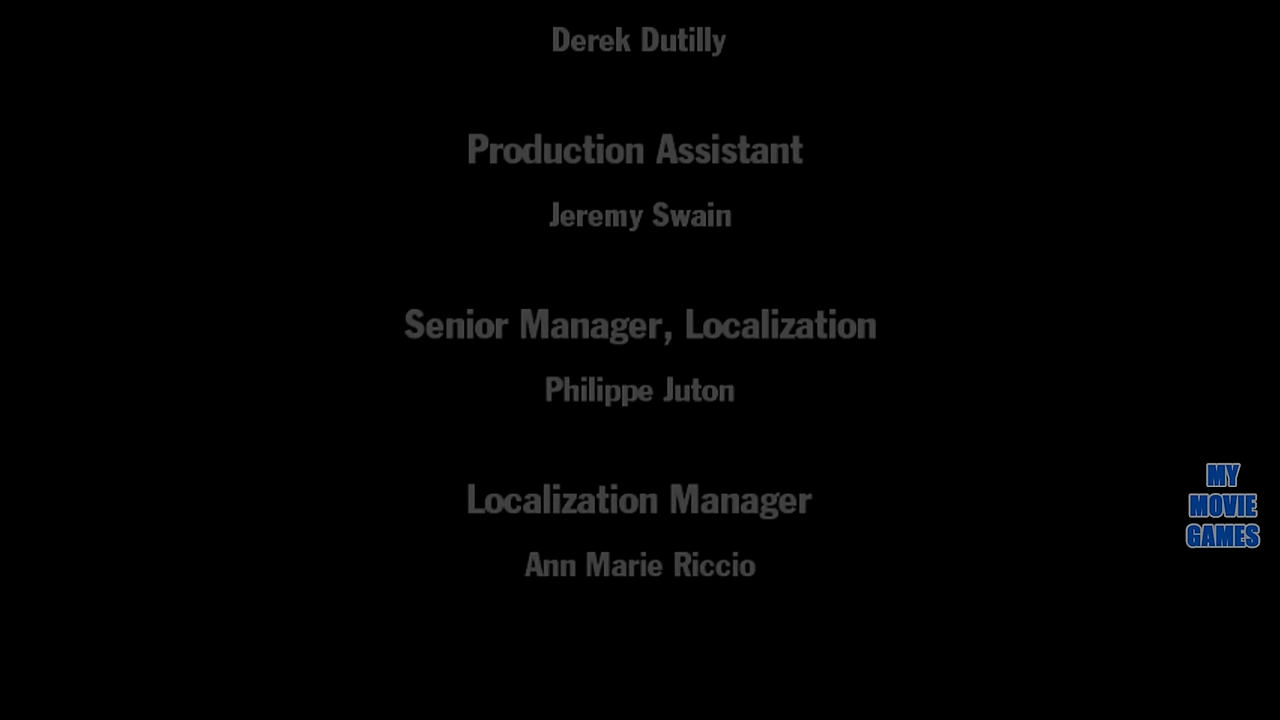 Derek Dutilly
Production Assistant
Jeremy Swain
Senior Manager, Localization
Philippe Juton
Localization Manager
Ann Marie Riccio
MY
MOVIE
GAMES